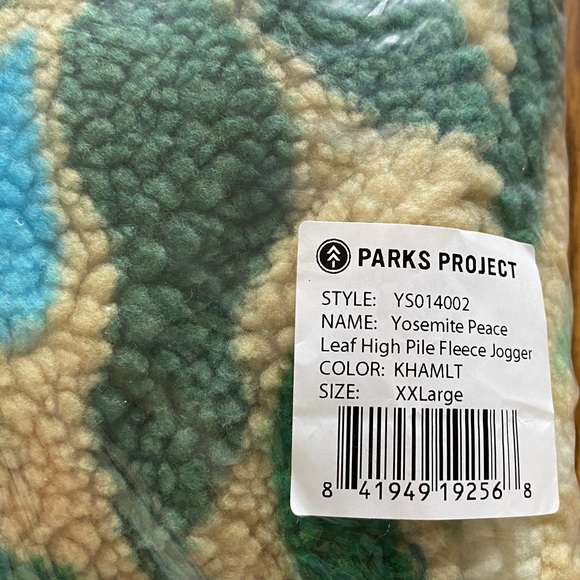 PARKS PROJECT
STYLE: YS014002
NAME: Yosemite Peace
Leaf High Pile Fleece Jogger
COLOR: KHAMLT
SIZE: XXLarge
8 41949 19256 8